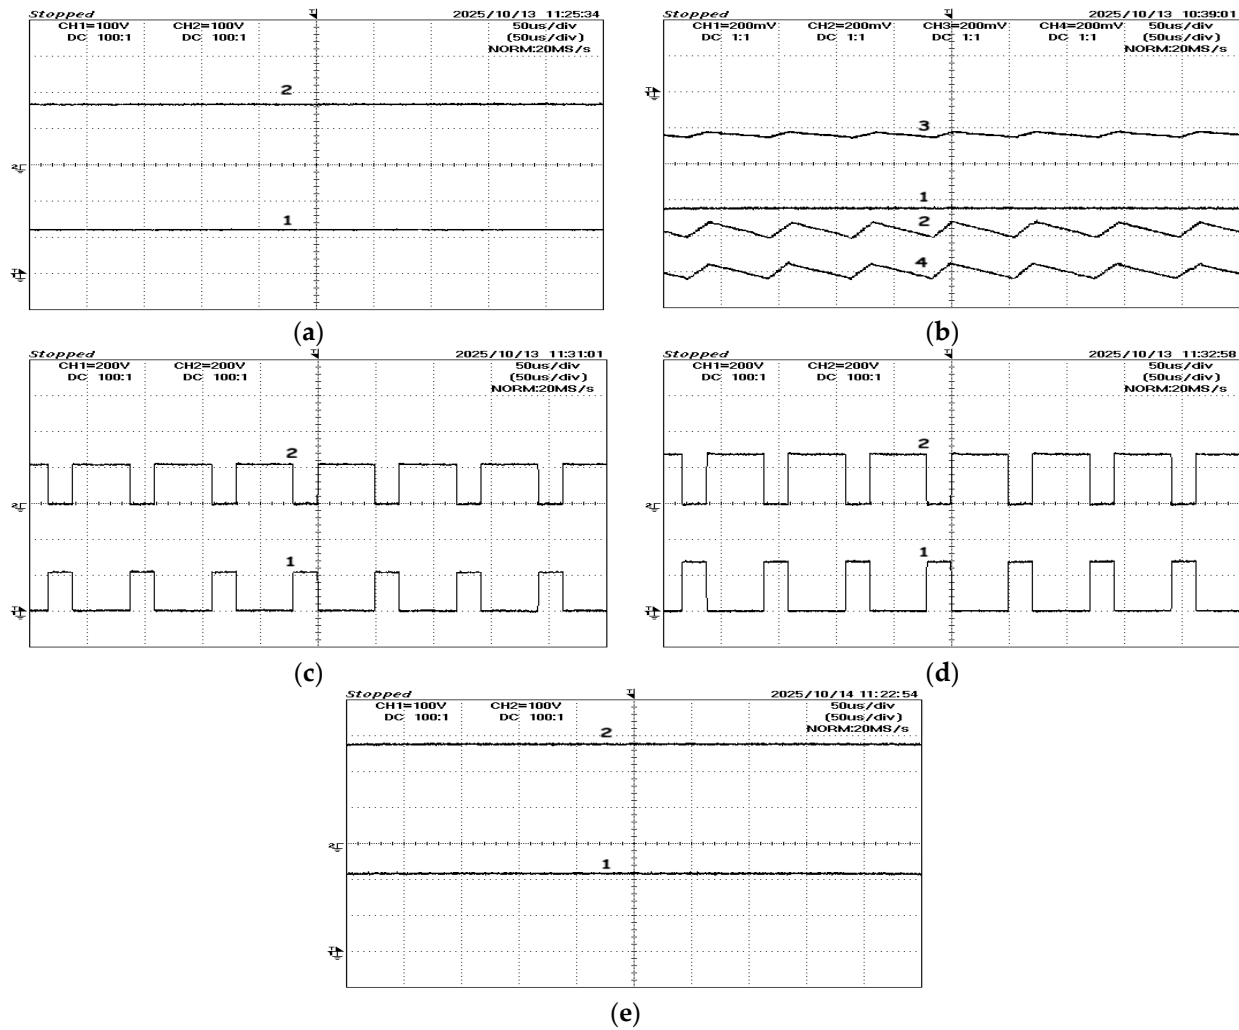 Stopped 2025/10/13 11:25:34
CH1=100V CH2=100V 50us/div
DC 100:1 DC 100:1 (50us/div)
NORM:20MS/s
2
1
(a)
Stopped 2025/10/13 10:39:01
CH1=200mV CH2=200mV CH3=200mV CH4=200mV 50us/div
DC 1:1 DC 1:1 DC 1:1 DC 1:1 (50us/div)
NORM:20MS/s
3
1
2
4
(b)
Stopped 2025/10/13 11:31:01
CH1=200V CH2=200V 50us/div
DC 100:1 DC 100:1 (50us/div)
NORM:20MS/s
2
1
(c)
Stopped 2025/10/13 11:32:58
CH1=200V CH2=200V 50us/div
DC 100:1 DC 100:1 (50us/div)
NORM:20MS/s
2
1
(d)
Stopped 2025/10/14 11:22:54
CH1=100V CH2=100V 50us/div
DC 100:1 DC 100:1 (50us/div)
NORM:20MS/s
2
1
(e)